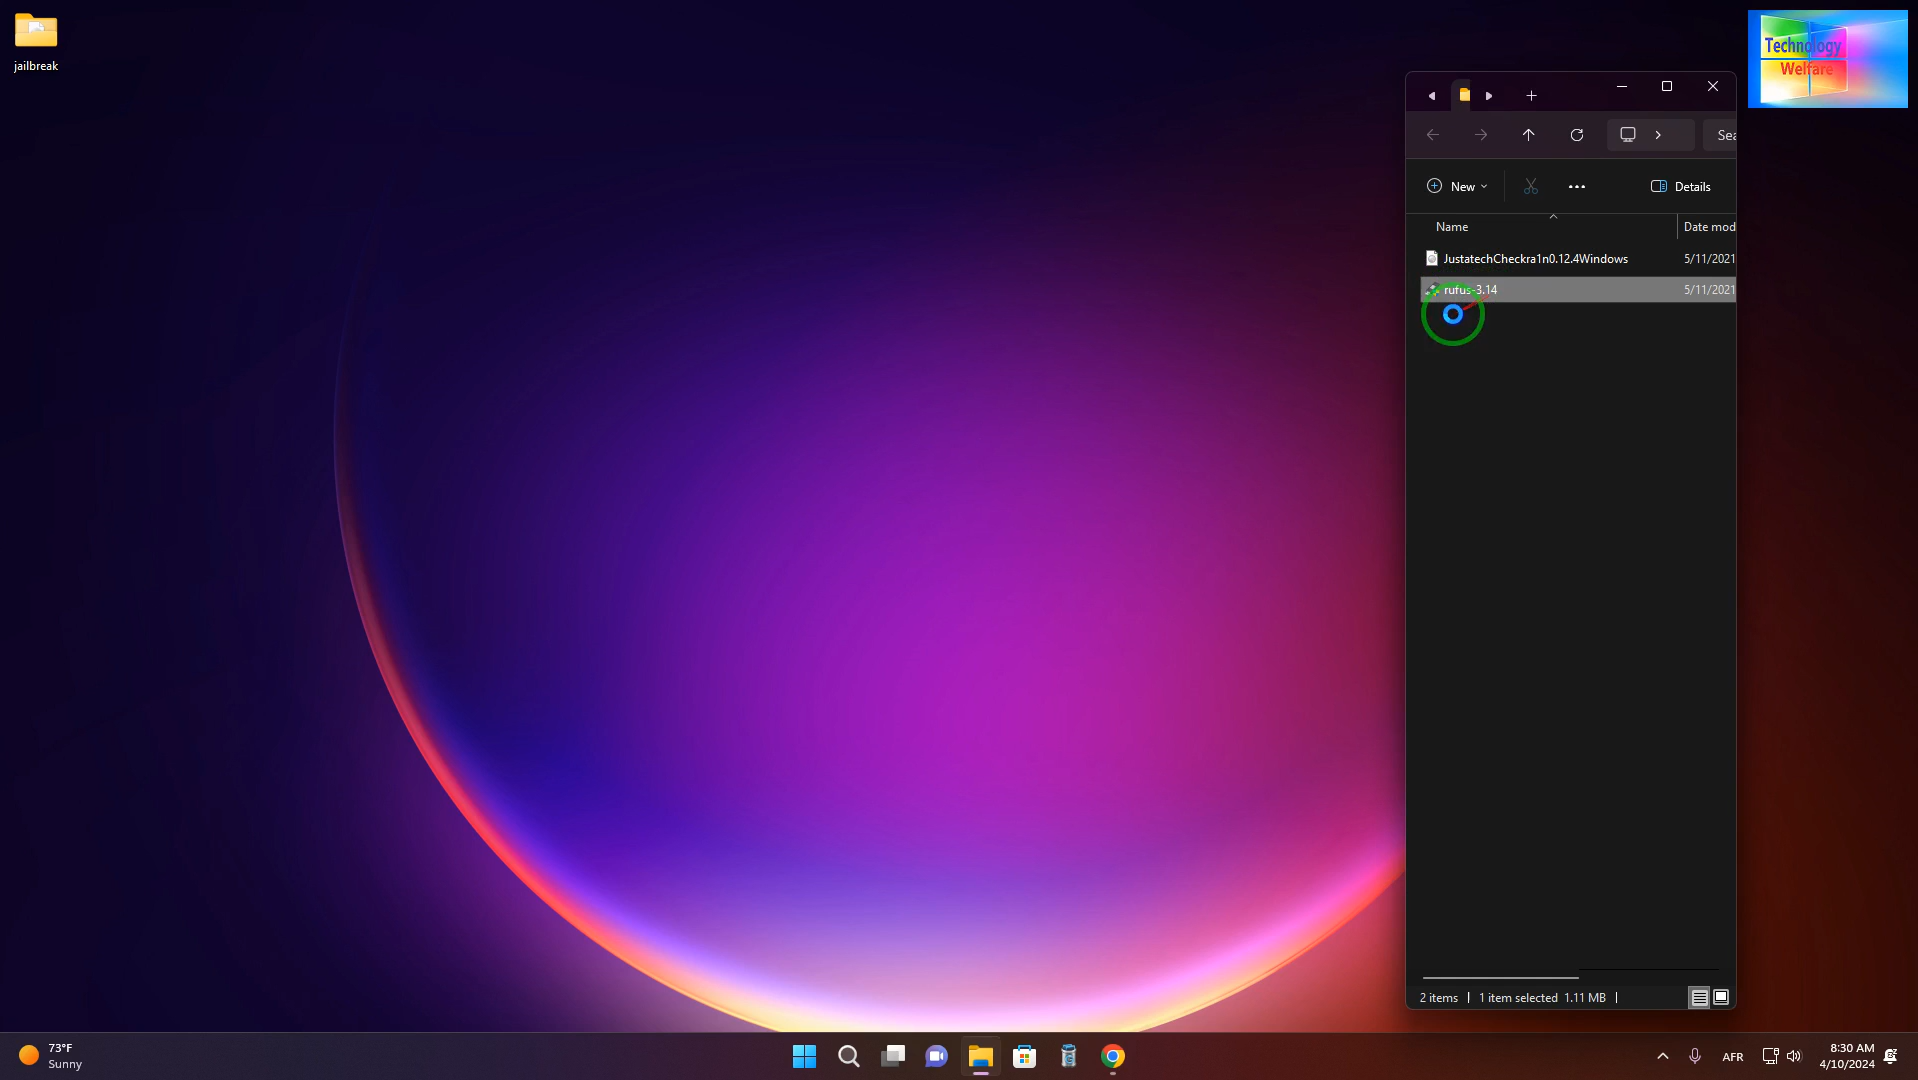 jailbreak
Technology
Welfare
Sea
New
Details
Name
Date mod
JustatechCheckra1n0.12.4Windows
5/11/2021
rufus-3.14
5/11/2021
2 items
1 item selected 1.11 MB
73°F
Sunny
AFR
8:30 AM
4/10/2024